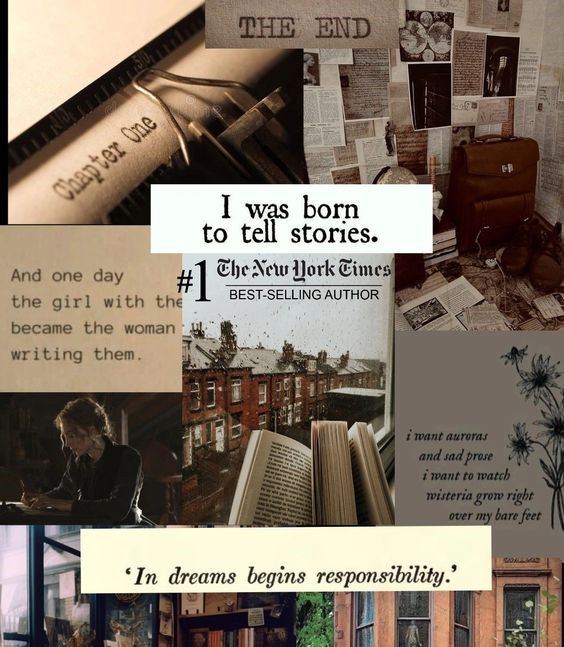 THE END
Chapter One
I was born
to tell stories.
And one day
the girl with the
became the woman
writing them.
#1 The New York Times
BEST-SELLING AUTHOR
i want auroras
and sad prose
i want to watch
wisteria grow right
over my bare feet
‘In dreams begins responsibility.’